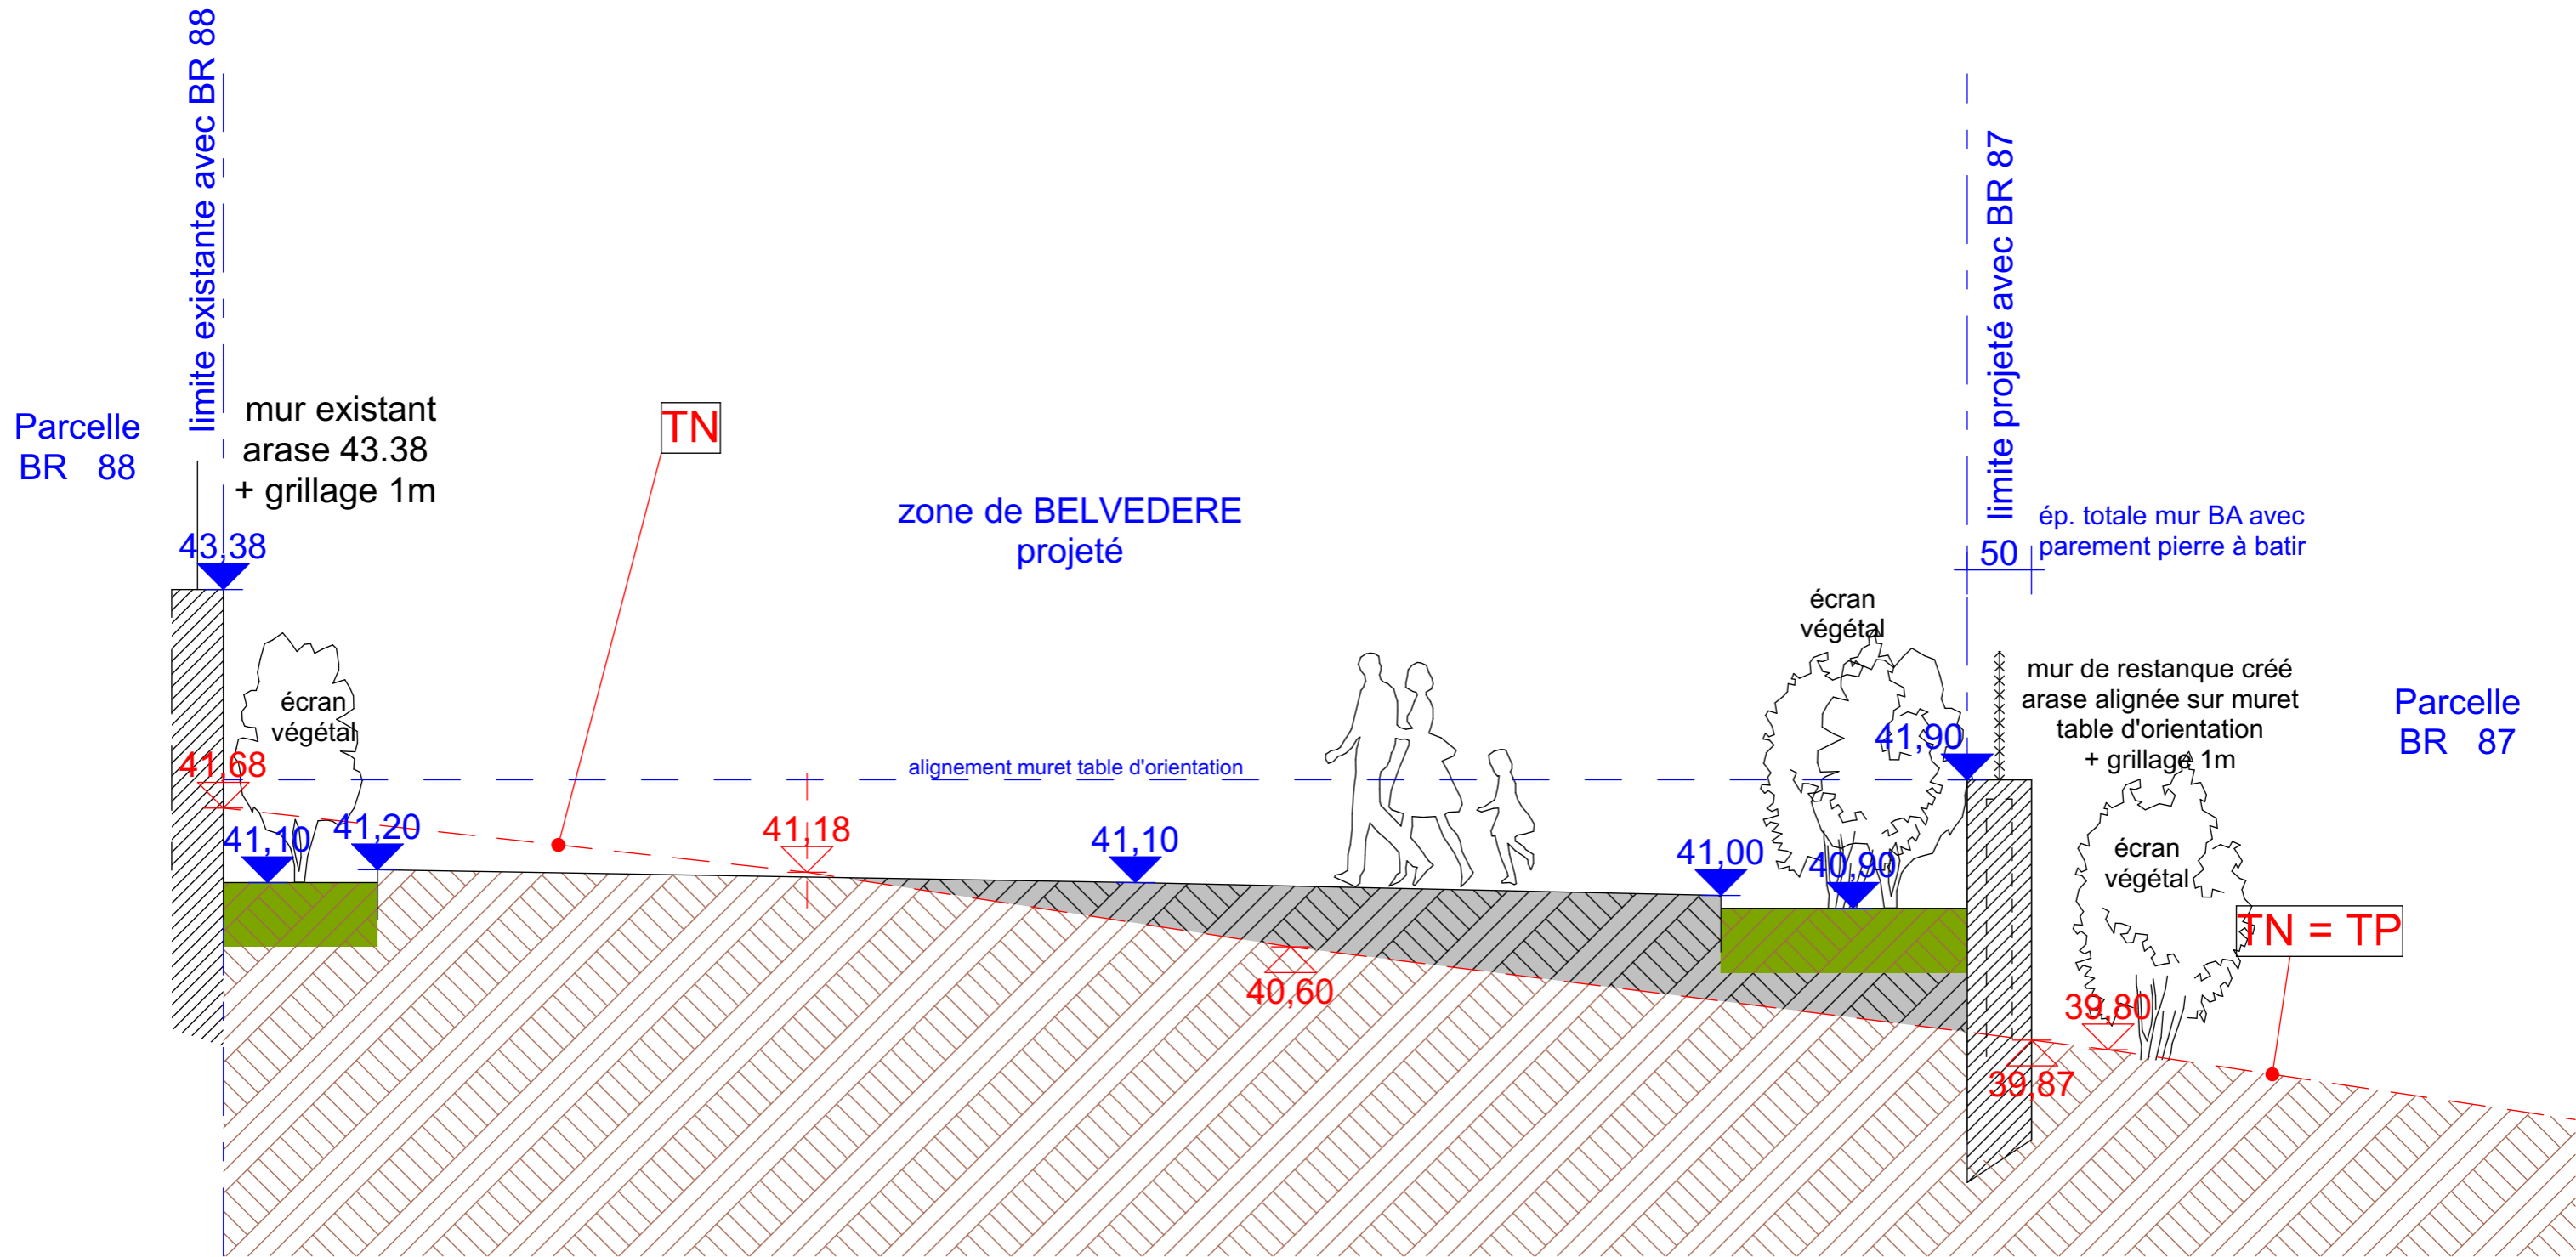 limite existante avec BR 88
limite projeté avec BR 87
Parcelle
BR 88
mur existant
arase 43.38
+ grillage 1m
TN
zone de BELVEDERE
projeté
ép. totale mur BA avec
parement pierre à batir
50
43,38
écran
végétal
écran
végétal
mur de restanque créé
arase alignée sur muret
table d'orientation
+ grillage 1m
Parcelle
BR 87
41,68
41,90
alignement muret table d'orientation
41,10
41,20
41,18
41,10
41,00
40,90
écran
végétal
TN = TP
40,60
39,80
39,87